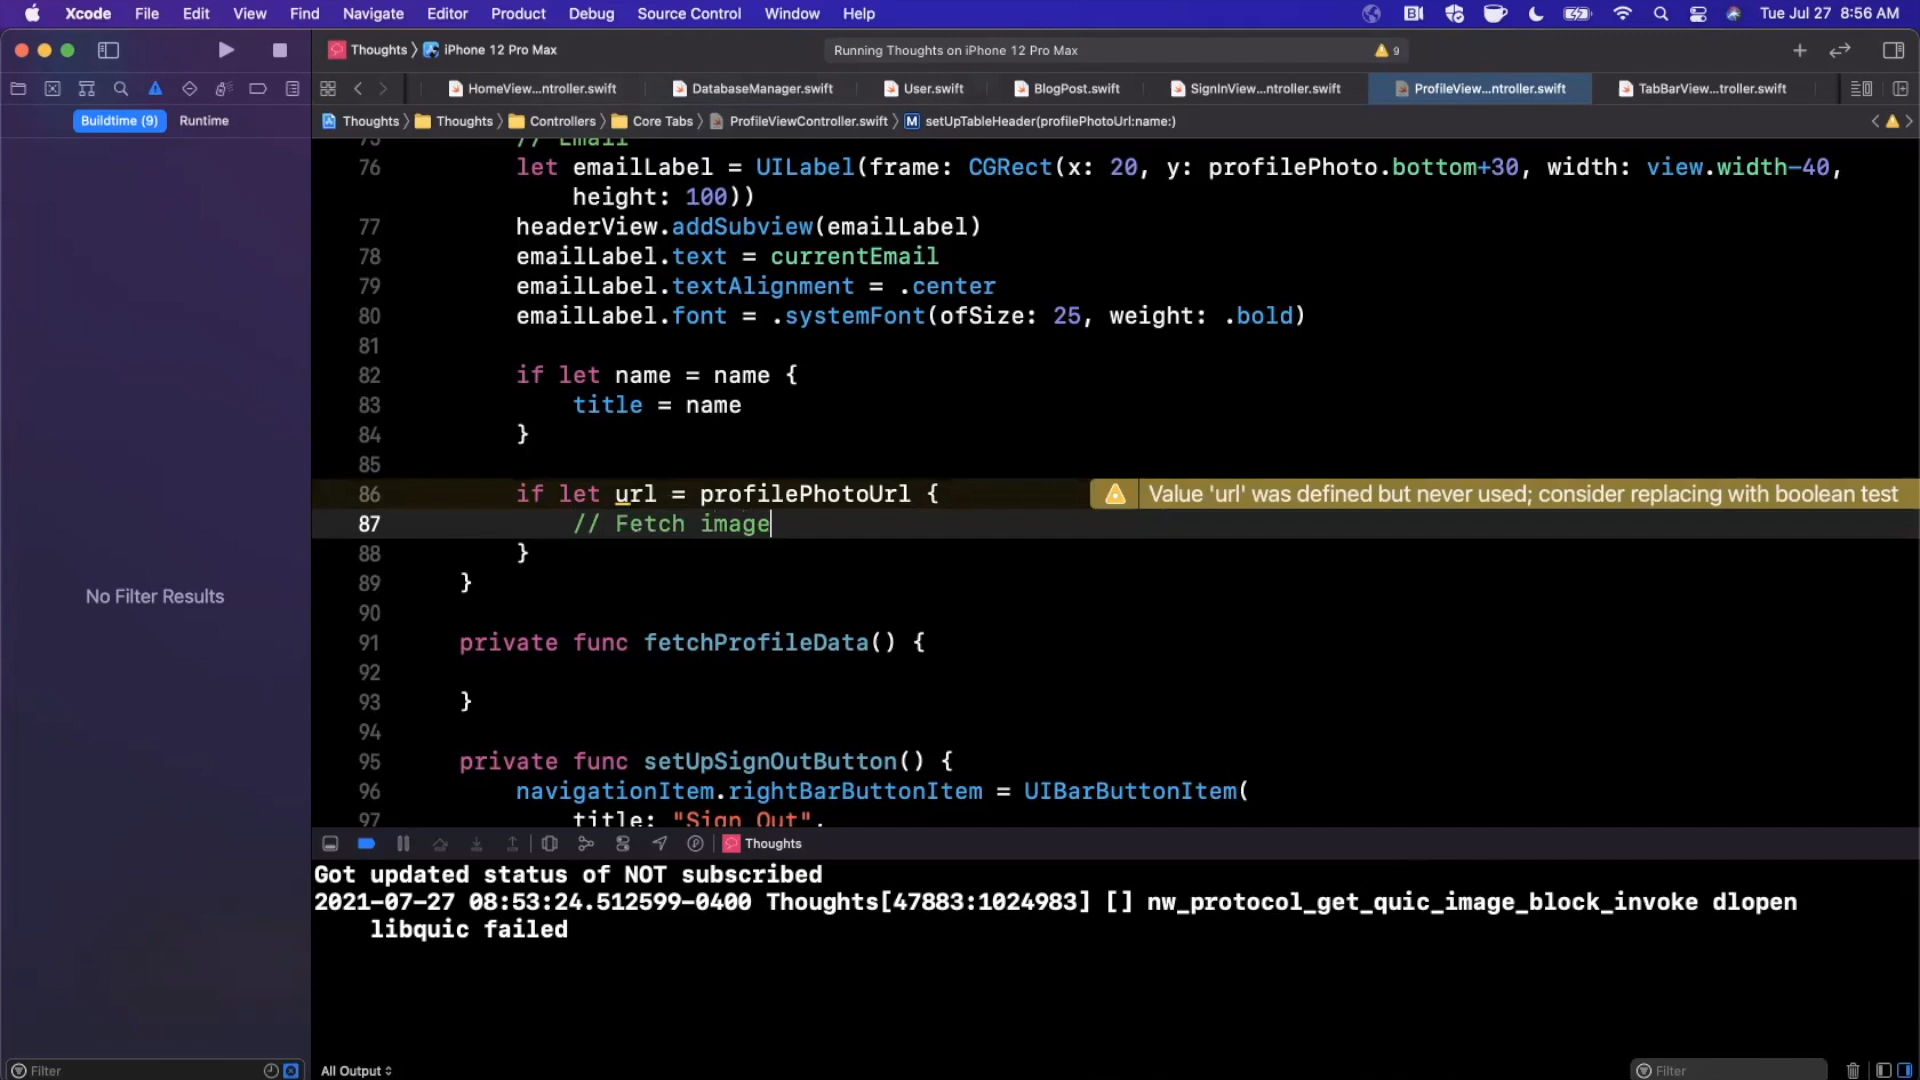 Xcode File Edit View Find Navigate Editor Product Debug Source Control Window Help Tue Jul 27 8:56 AM
Thoughts iPhone 12 Pro Max Running Thoughts on iPhone 12 Pro Max 9
HomeView...ntroller.swift DatabaseManager.swift User.swift BlogPost.swift SignInView...ntroller.swift ProfileView...ntroller.swift TabBarView...troller.swift
Buildtime (9) Runtime
Thoughts Thoughts Controllers Core Tabs ProfileViewController.swift M setUpTableHeader(profilePhotoUrl:name:)
75 // Email
76 let emailLabel = UILabel(frame: CGRect(x: 20, y: profilePhoto.bottom+30, width: view.width-40,
height: 100))
77 headerView.addSubview(emailLabel)
78 emailLabel.text = currentEmail
79 emailLabel.textAlignment = .center
80 emailLabel.font = .systemFont(ofSize: 25, weight: .bold)
81
82 if let name = name {
83 title = name
84 }
85
86 if let url = profilePhotoUrl { Value 'url' was defined but never used; consider replacing with boolean test
87 // Fetch image
88 }
89 }
90
91 private func fetchProfileData() {
92
93 }
94
95 private func setUpSignOutButton() {
96 navigationItem.rightBarButtonItem = UIBarButtonItem(
97 title: "Sign Out",
No Filter Results
Thoughts
Got updated status of NOT subscribed
2021-07-27 08:53:24.512599-0400 Thoughts[47883:1024983] [] nw_protocol_get_quic_image_block_invoke dlopen
libquic failed
Filter All Output Filter